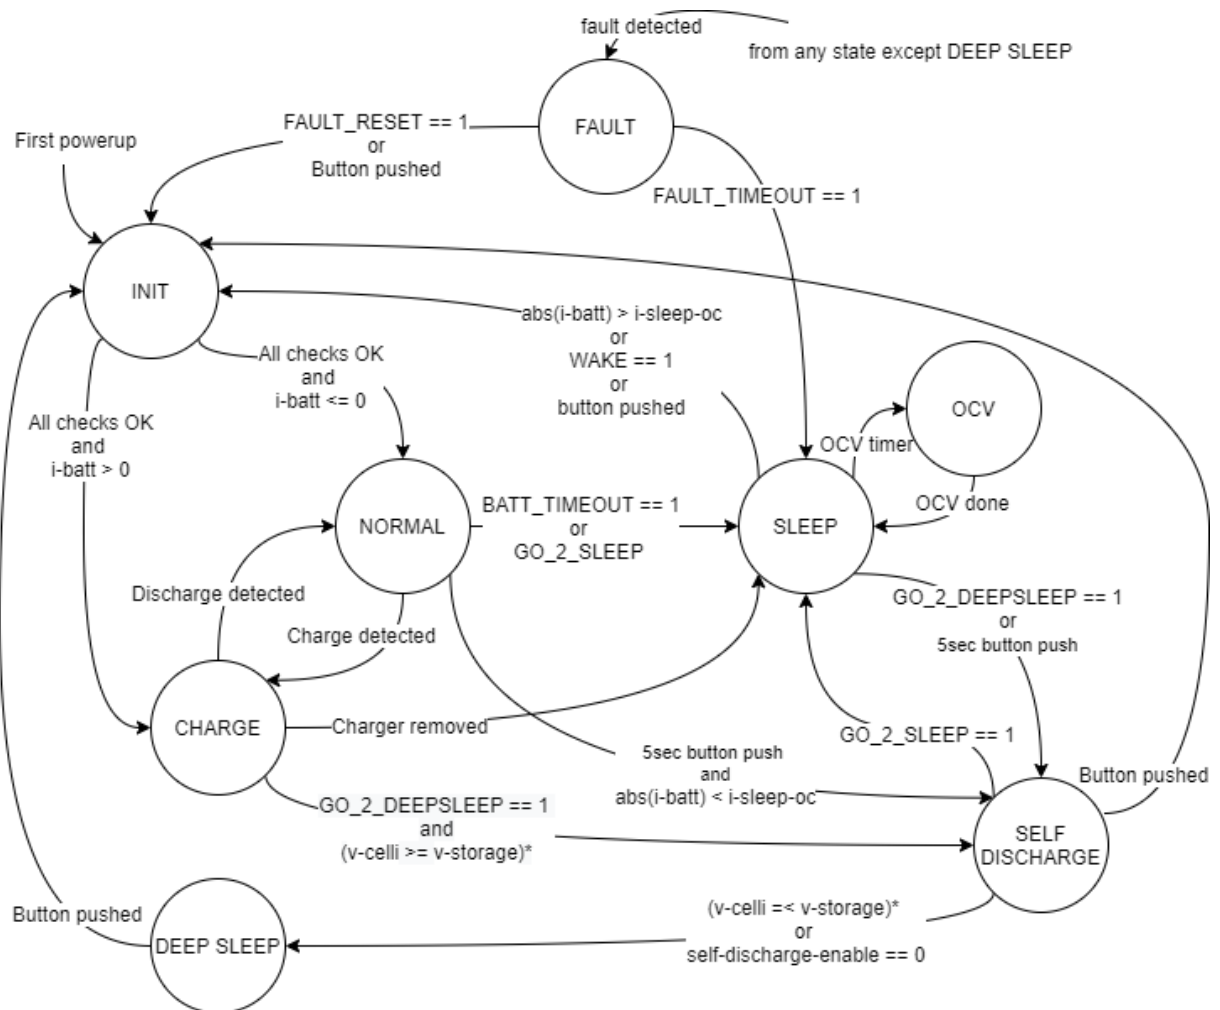 fault detected
from any state except DEEP SLEEP
FAULT
FAULT_RESET == 1
or
Button pushed
First powerup
FAULT_TIMEOUT == 1
INIT
abs(i-batt) > i-sleep-oc
or
WAKE == 1
or
button pushed
All checks OK
and
i-batt <= 0
All checks OK
and
i-batt > 0
OCV
OCV timer
OCV done
NORMAL
BATT_TIMEOUT == 1
or
GO_2_SLEEP
SLEEP
Discharge detected
Charge detected
GO_2_DEEPSLEEP == 1
or
5sec button push
CHARGE
Charger removed
GO_2_SLEEP == 1
5sec button push
and
abs(i-batt) < i-sleep-oc
Button pushed
GO_2_DEEPSLEEP == 1
and
(v-celli >= v-storage)*
SELF
DISCHARGE
Button pushed
DEEP SLEEP
(v-celli =< v-storage)*
or
self-discharge-enable == 0